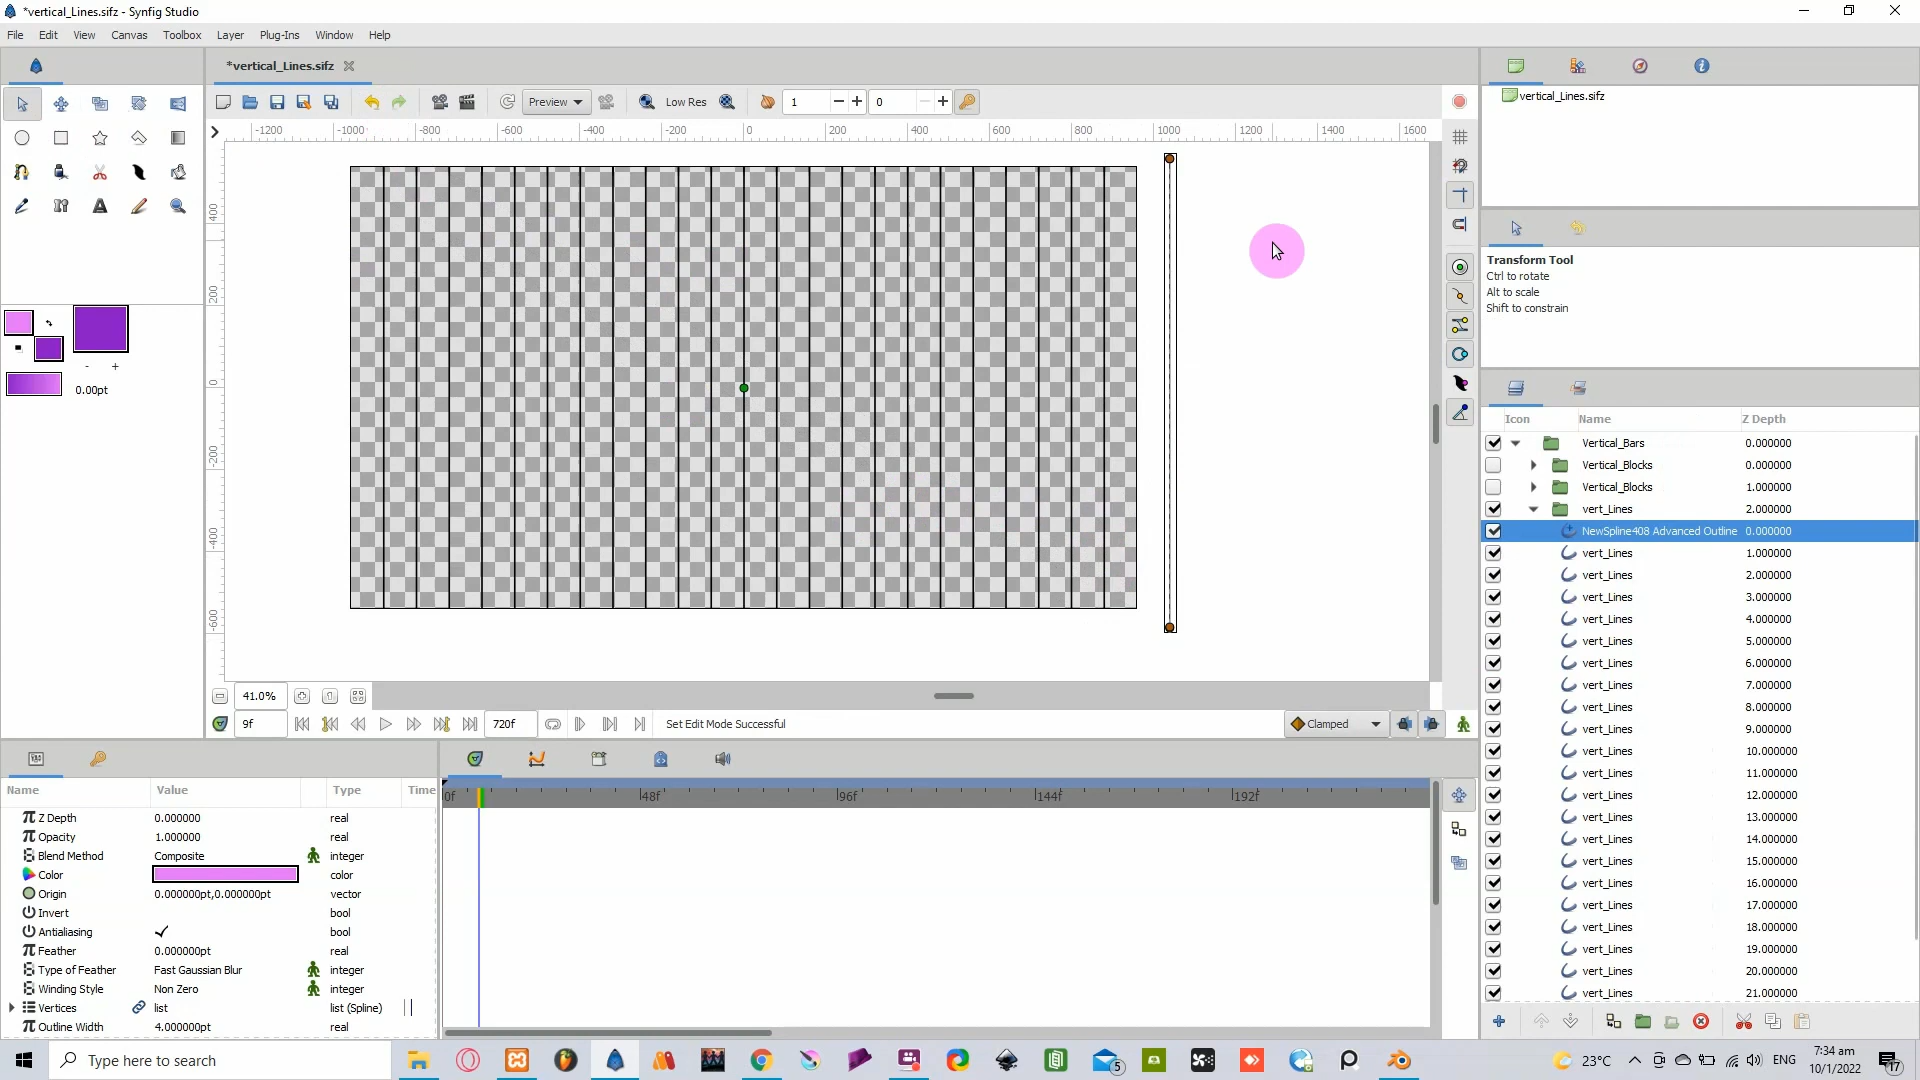 *vertical_Lines.sifz - Synfig Studio
File Edit View Canvas Toolbox Layer Plug-Ins Window Help
*vertical_Lines.sifz
Preview
Low Res
1
0
-1200 -1000 -800 -600 -400 -200 0 200 400 600 800 1000 1200 1400 1600
400
200
0
-200
-400
-600
0.00pt
vertical_Lines.sifz
Transform Tool
Ctrl to rotate
Alt to scale
Shift to constrain
Icon Name Z Depth
Vertical_Bars 0.000000
Vertical_Blocks 0.000000
Vertical_Blocks 1.000000
vert_Lines 2.000000
NewSpline408 Advanced Outline 0.000000
vert_Lines 1.000000
vert_Lines 2.000000
vert_Lines 3.000000
vert_Lines 4.000000
vert_Lines 5.000000
vert_Lines 6.000000
vert_Lines 7.000000
vert_Lines 8.000000
vert_Lines 9.000000
vert_Lines 10.000000
vert_Lines 11.000000
vert_Lines 12.000000
vert_Lines 13.000000
vert_Lines 14.000000
vert_Lines 15.000000
vert_Lines 16.000000
vert_Lines 17.000000
vert_Lines 18.000000
vert_Lines 19.000000
vert_Lines 20.000000
vert_Lines 21.000000
41.0%
9f 720f Set Edit Mode Successful Clamped
Name Value Type Time
Z Depth 0.000000 real
Opacity 1.000000 real
Blend Method Composite integer
Color color
Origin 0.000000pt,0.000000pt vector
Invert bool
Antialiasing bool
Feather 0.000000pt real
Type of Feather Fast Gaussian Blur integer
Winding Style Non Zero integer
Vertices list list (Spline)
Outline Width 4.000000pt real
0f 48f 96f 144f 192f
Type here to search
5
23°C
ENG
7:34 am
10/1/2022
17